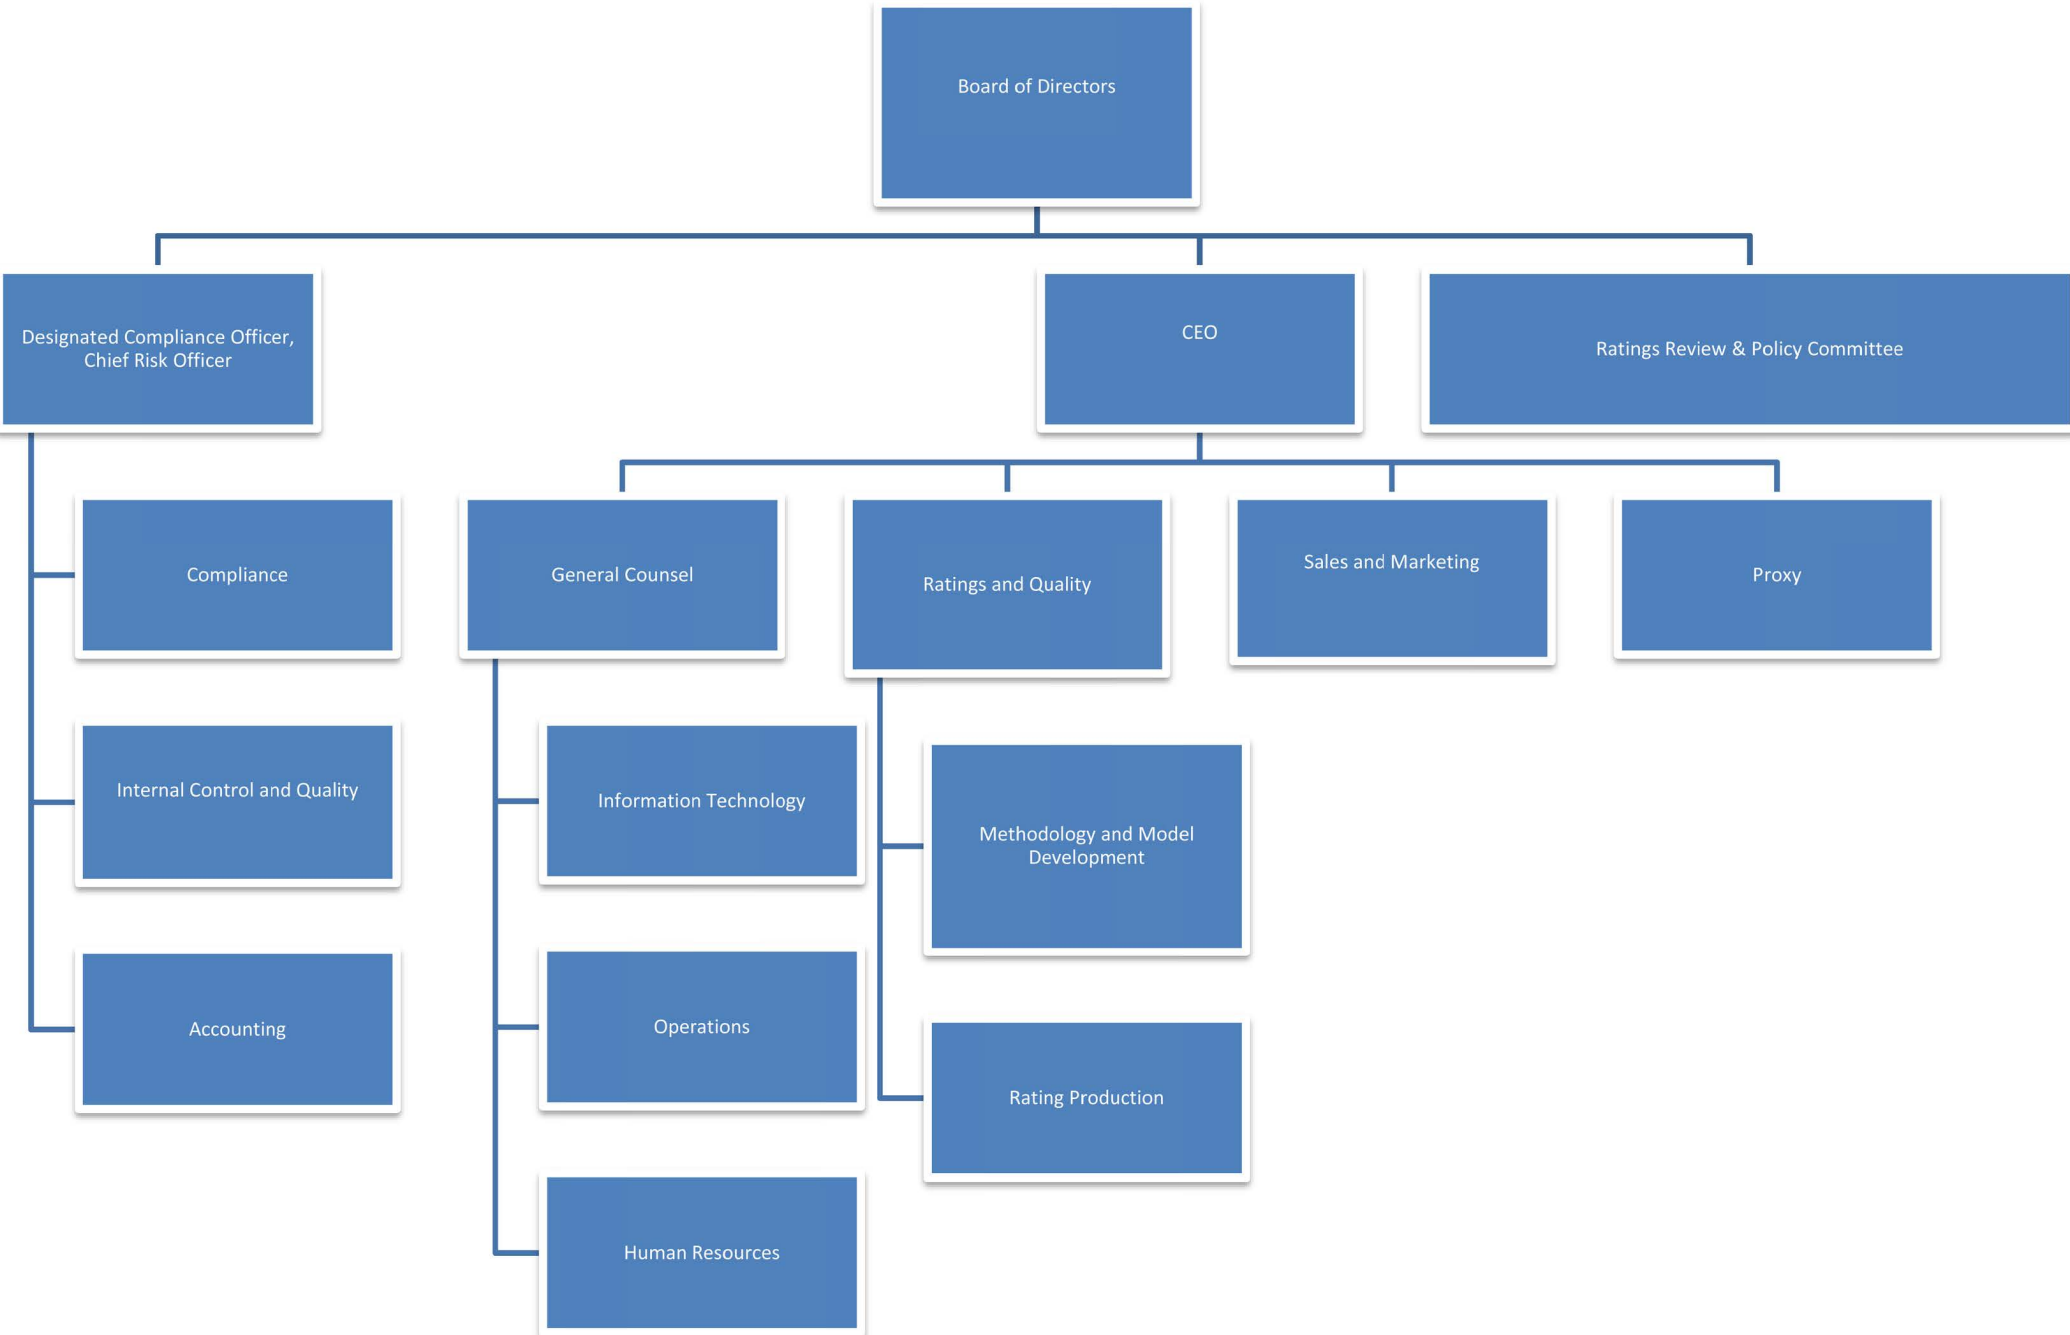 Board of Directors
Designated Compliance Officer,
Chief Risk Officer
CEO
Ratings Review & Policy Committee
Compliance
General Counsel
Ratings and Quality
Sales and Marketing
Proxy
Internal Control and Quality
Information Technology
Methodology and Model
Development
Accounting
Operations
Rating Production
Human Resources